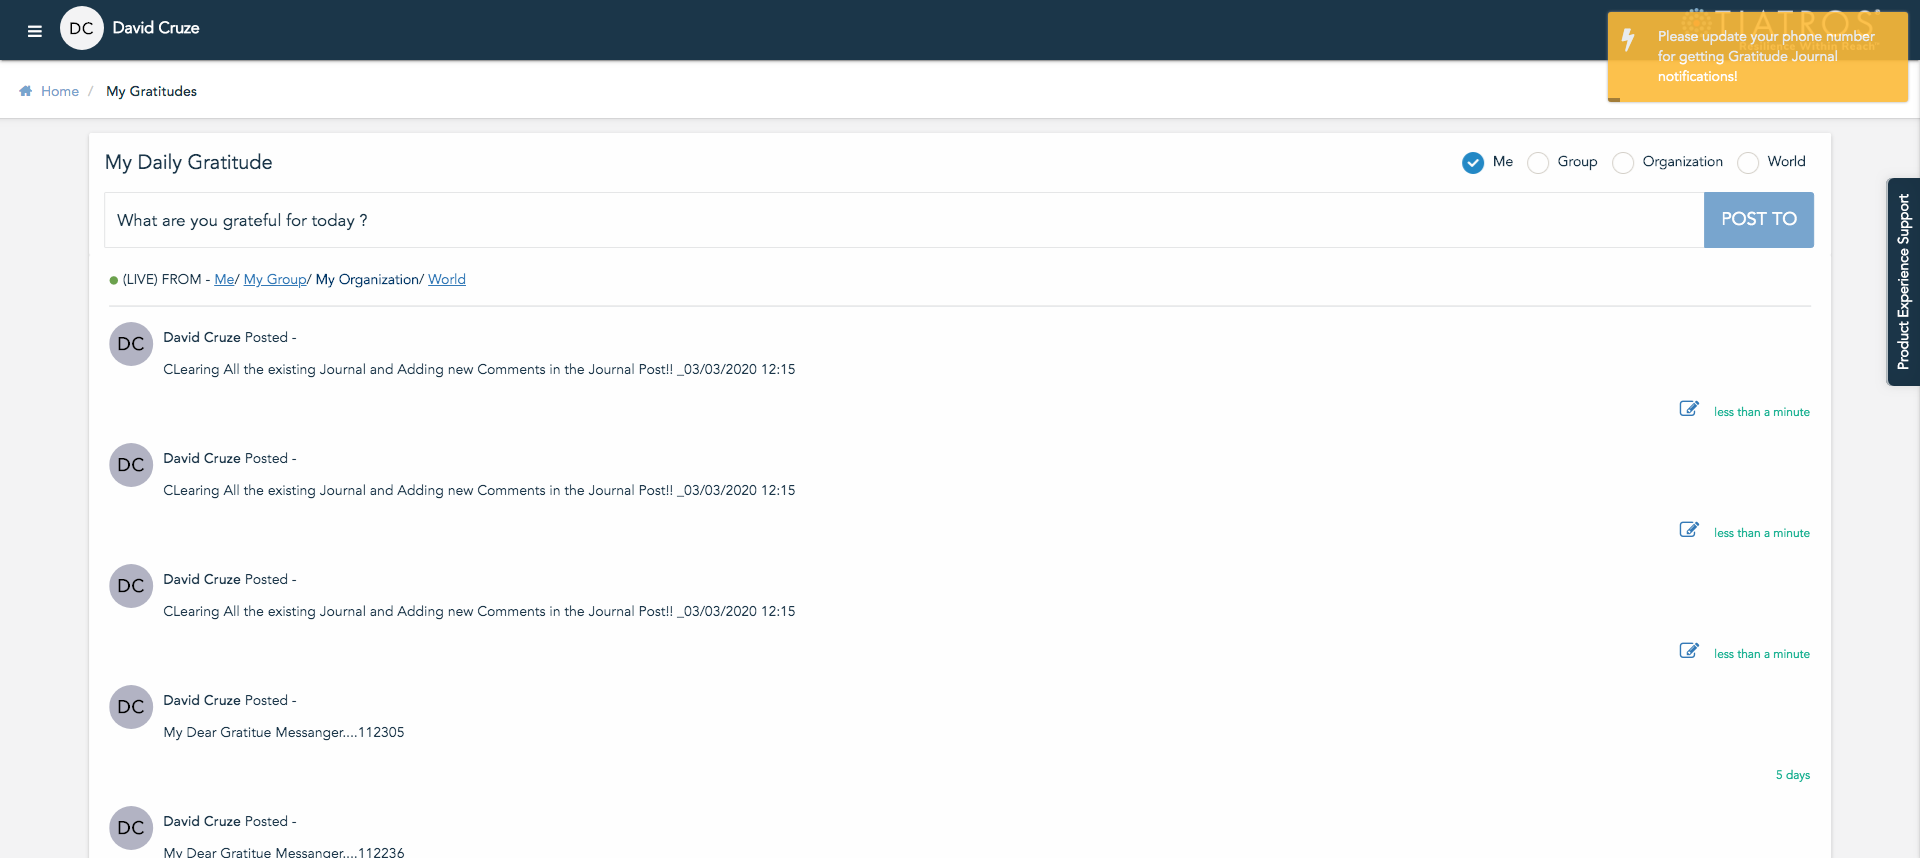 DC David Cruze
TIATROS
Resilience Within Reach
Please update your phone number
for getting Gratitude Journal
notifications!
Home / My Gratitudes
My Daily Gratitude
Me Group Organization World
What are you grateful for today ?
POST TO
Product Experience Support
(LIVE) FROM - Me/ My Group/ My Organization/ World
DC David Cruze Posted -
CLearing All the existing Journal and Adding new Comments in the Journal Post!! _03/03/2020 12:15
less than a minute
DC David Cruze Posted -
CLearing All the existing Journal and Adding new Comments in the Journal Post!! _03/03/2020 12:15
less than a minute
DC David Cruze Posted -
CLearing All the existing Journal and Adding new Comments in the Journal Post!! _03/03/2020 12:15
less than a minute
DC David Cruze Posted -
My Dear Gratitue Messanger....112305
5 days
DC David Cruze Posted -
My Dear Gratitue Messanger....112236